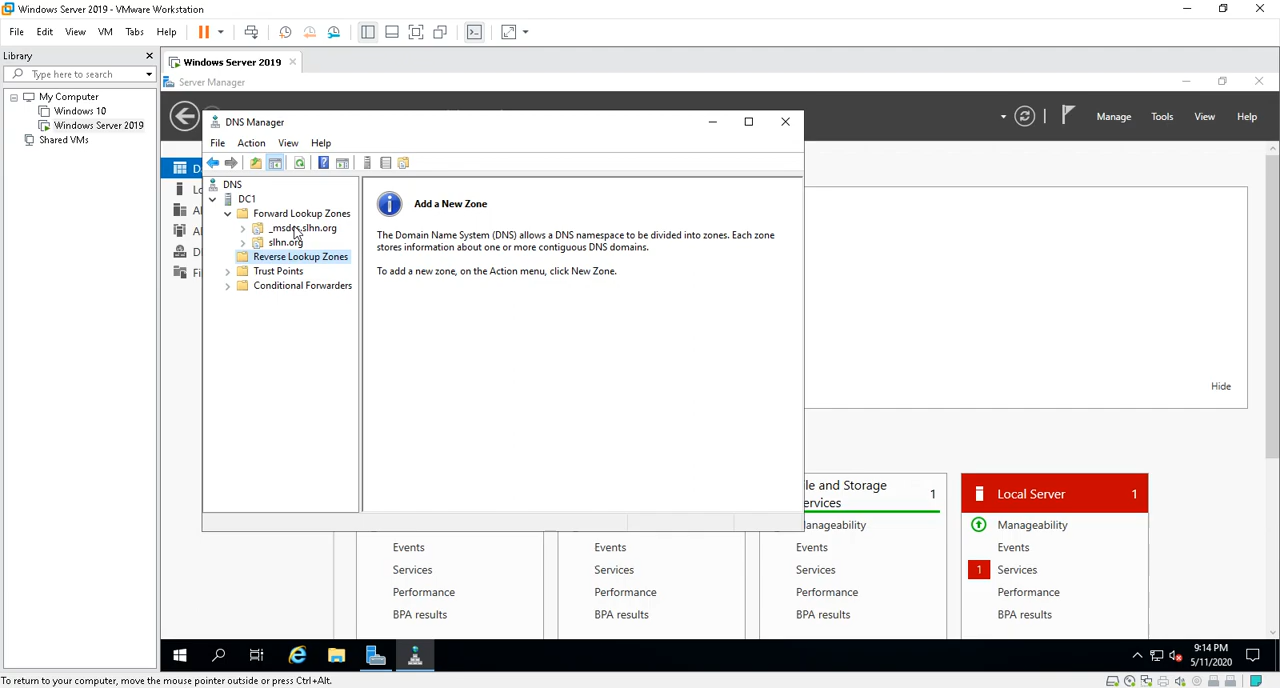 Windows Server 2019 - VMware Workstation
File Edit View VM Tabs Help
Library
Type here to search
My Computer
Windows 10
Windows Server 2019
Shared VMs
Windows Server 2019
Server Manager
Manage Tools View Help
DNS Manager
File Action View Help
DNS
DC1
Forward Lookup Zones
_msdcs.slhn.org
slhn.org
Reverse Lookup Zones
Trust Points
Conditional Forwarders
Add a New Zone
The Domain Name System (DNS) allows a DNS namespace to be divided into zones. Each zone
stores information about one or more contiguous DNS domains.
To add a new zone, on the Action menu, click New Zone.
Hide
Events
Services
Performance
BPA results
Events
Services
Performance
BPA results
le and Storage 1
ervices
anageability
Events
Services
Performance
BPA results
Local Server 1
Manageability
Events
1 Services
Performance
BPA results
9:14 PM
5/11/2020
To return to your computer, move the mouse pointer outside or press Ctrl+Alt.